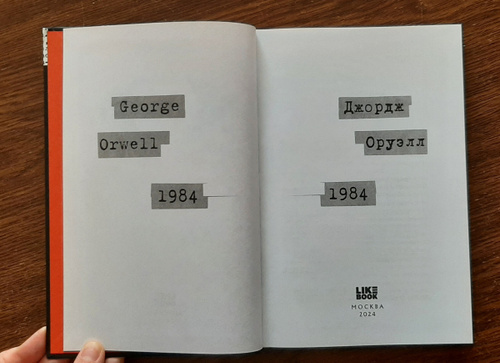 George
Orwell
1984
Джордж
Оруэлл
1984
LIKE
BOOK
МОСКВА
2024